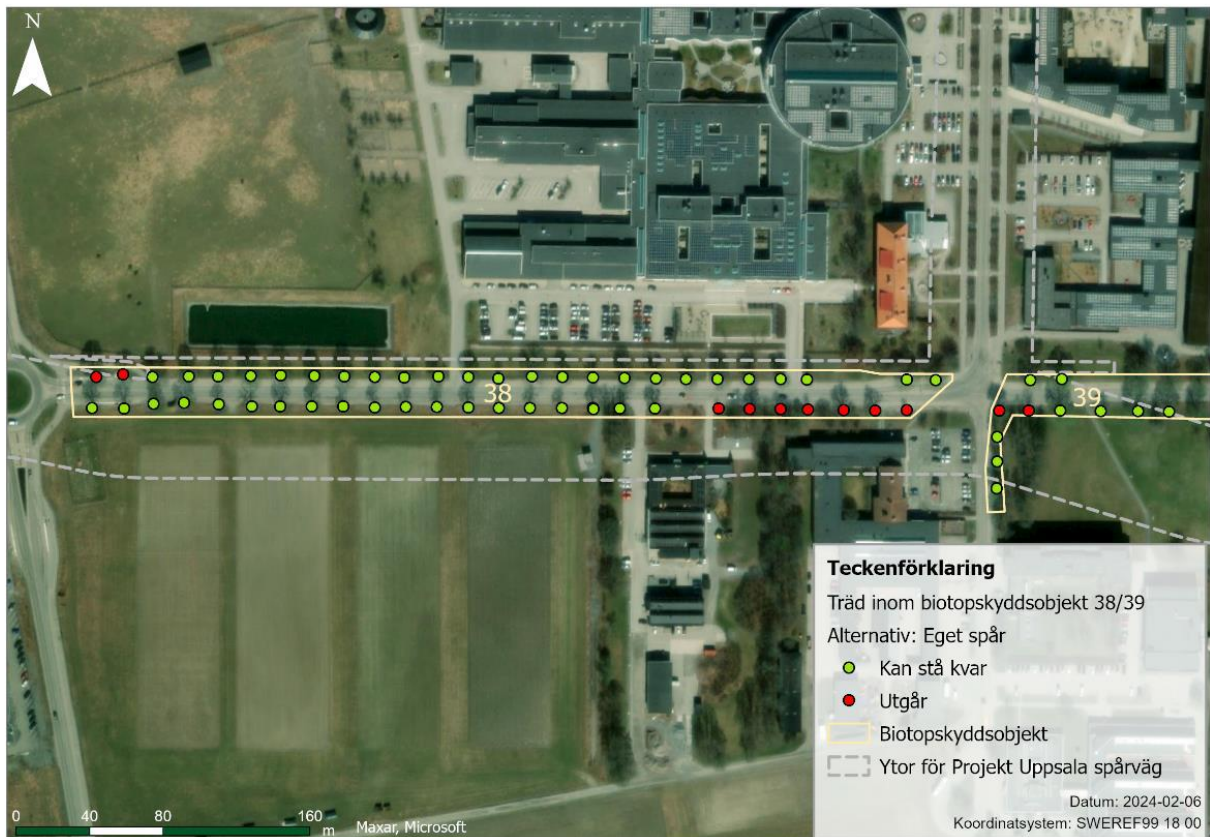 N
38
39
Teckenförklaring
Träd inom biotopskyddsobjekt 38/39
Alternativ: Eget spår
Kan stå kvar
Utgår
Biotopskyddsobjekt
Ytor för Projekt Uppsala spårväg
Datum: 2024-02-06
Koordinatsystem: SWEREF99 18 00
0 40 80 160
m
Maxar, Microsoft